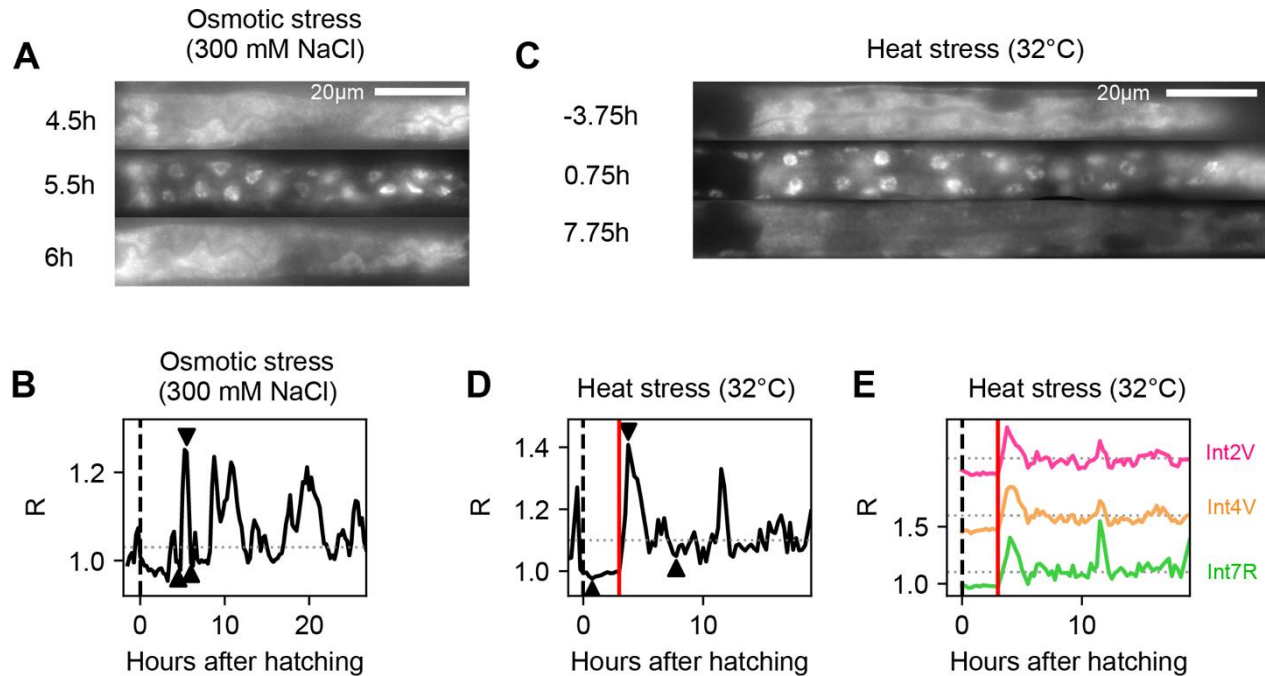 Osmotic stress
(300 mM NaCl)
A
20µm
4.5h
5.5h
6h
C
Heat stress (32°C)
20µm
-3.75h
0.75h
7.75h
B
Osmotic stress
(300 mM NaCl)
R
1.2
1.0
0
10
20
Hours after hatching
D
Heat stress (32°C)
R
1.4
1.2
1.0
0
10
Hours after hatching
E
Heat stress (32°C)
R
1.5
1.0
Int2V
Int4V
Int7R
0
10
Hours after hatching